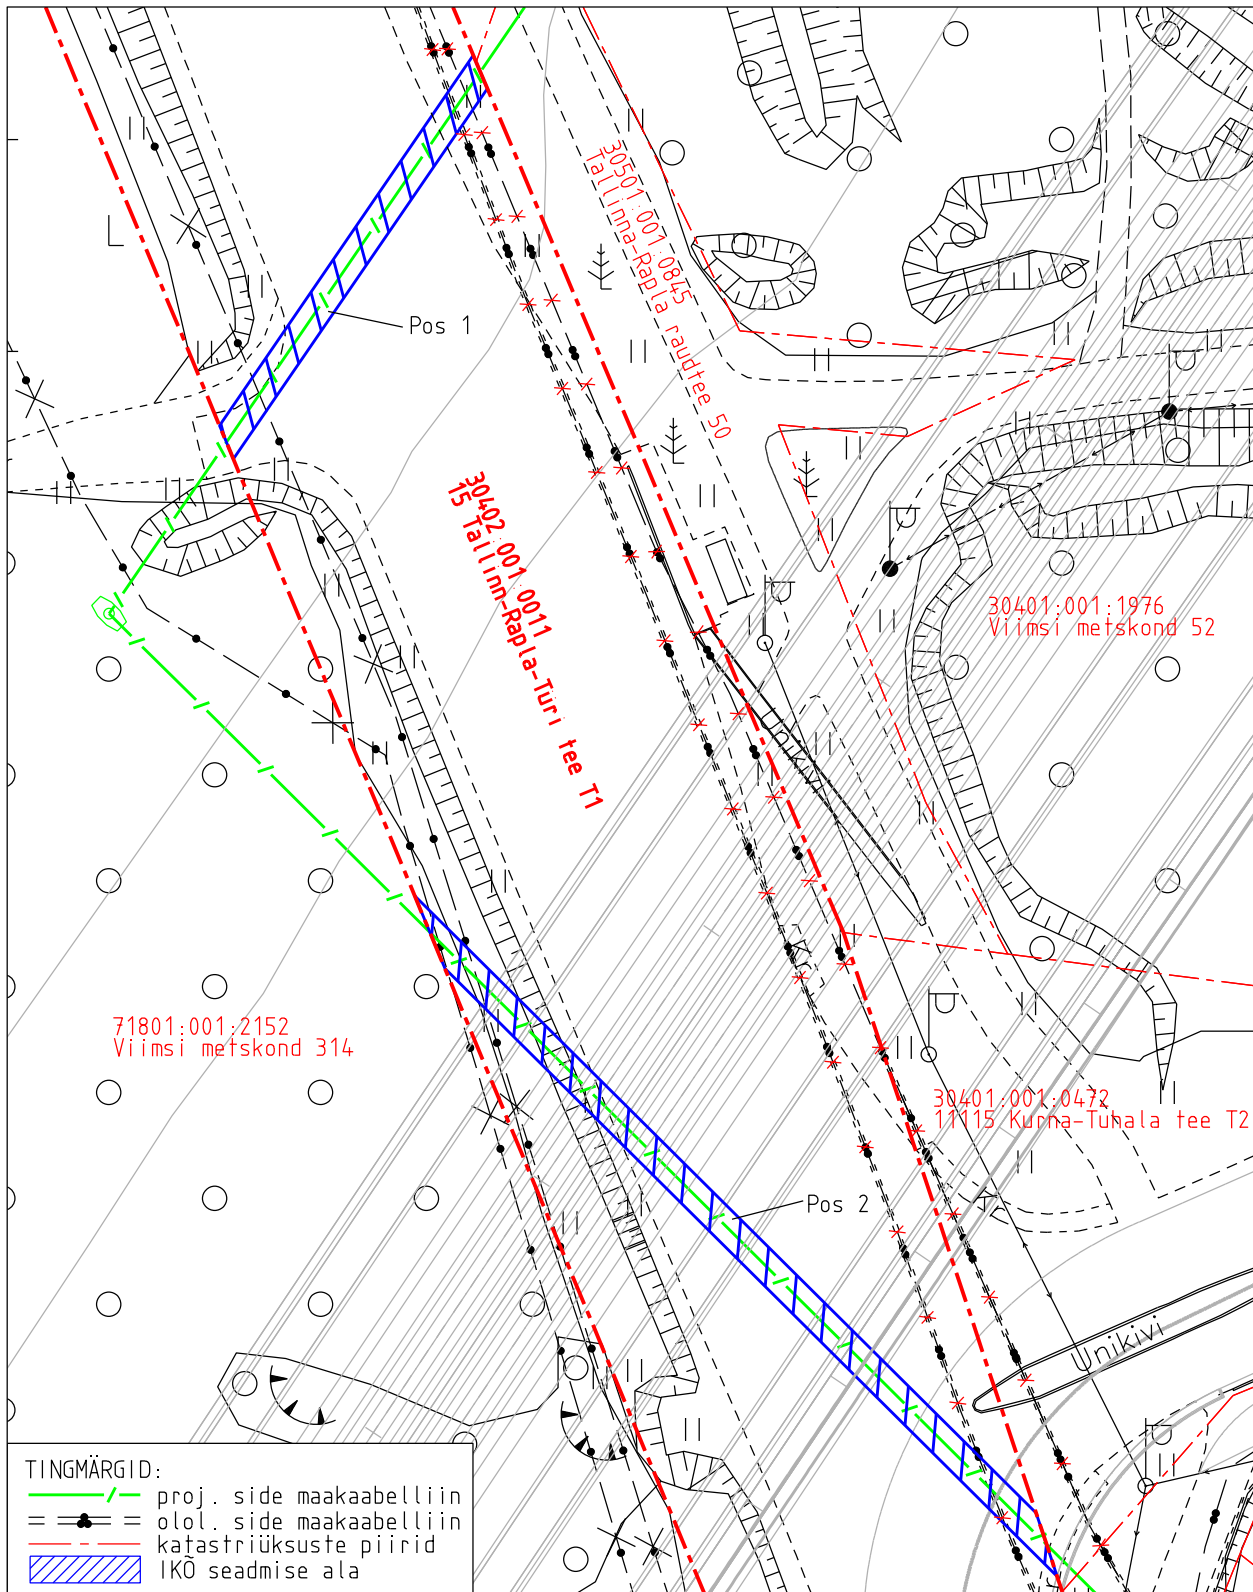 30501:001:0845
Tallinna-Rapla raudtee 50
Pos 1
30402:001:0011
15 Tallinn-Rapla-Türi tee T1
30401:001:1976
Viimsi metskond 52
71801:001:2152
Viimsi metskond 314
30401:001:0472
11115 Kurna-Tuhala tee T2
Kr
Kr
Pos 2
Unikivi
TINGMÄRGID:
proj. side maakaabelliin
olol. side maakaabelliin
katastriüksuste piirid
IKÕ seadmise ala